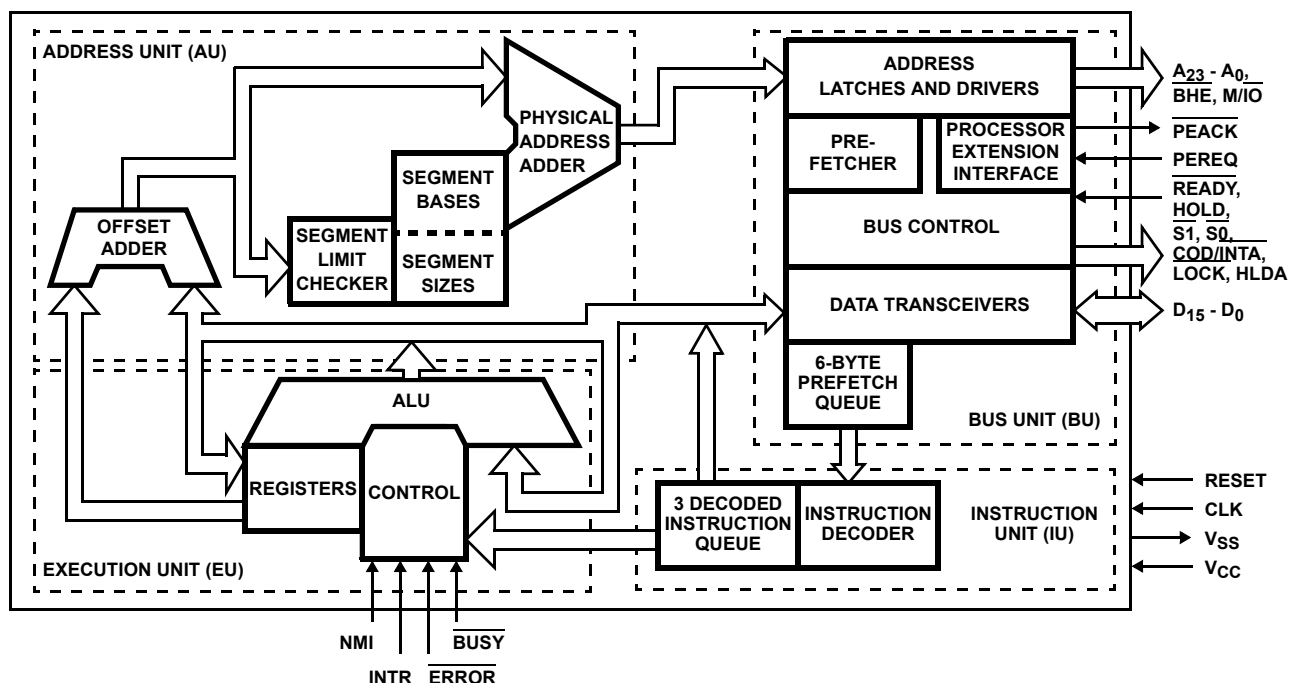 ADDRESS UNIT (AU)
PHYSICAL
ADDRESS
ADDER
SEGMENT
BASES
SEGMENT
SIZES
SEGMENT
LIMIT
CHECKER
OFFSET
ADDER
ADDRESS
LATCHES AND DRIVERS
PRE-
FETCHER
PROCESSOR
EXTENSION
INTERFACE
BUS CONTROL
DATA TRANSCEIVERS
6-BYTE
PREFETCH
QUEUE
BUS UNIT (BU)
A23 - A0,
BHE, M/IO
PEACK
PEREQ
READY,
HOLD,
S1, S0,
COD/INTA,
LOCK, HLDA
D15 - D0
ALU
REGISTERS
CONTROL
EXECUTION UNIT (EU)
3 DECODED
INSTRUCTION
QUEUE
INSTRUCTION
DECODER
INSTRUCTION
UNIT (IU)
RESET
CLK
VSS
VCC
NMI
BUSY
INTR
ERROR